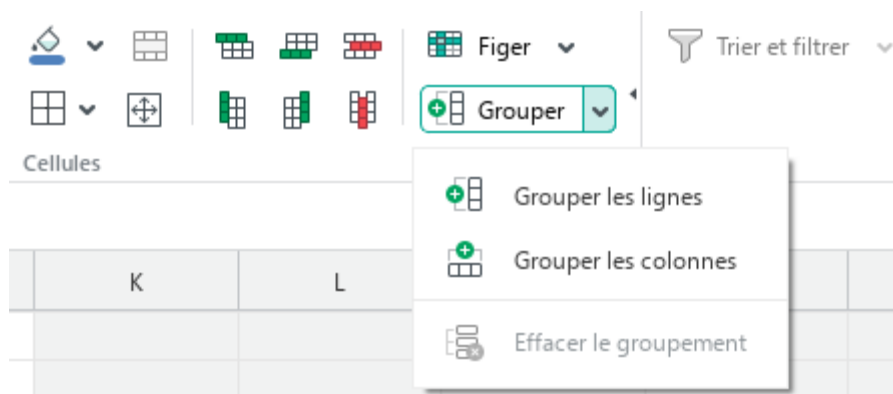 Figer
Trier et filtrer
Grouper
Cellules
Grouper les lignes
Grouper les colonnes
K
L
Effacer le groupement